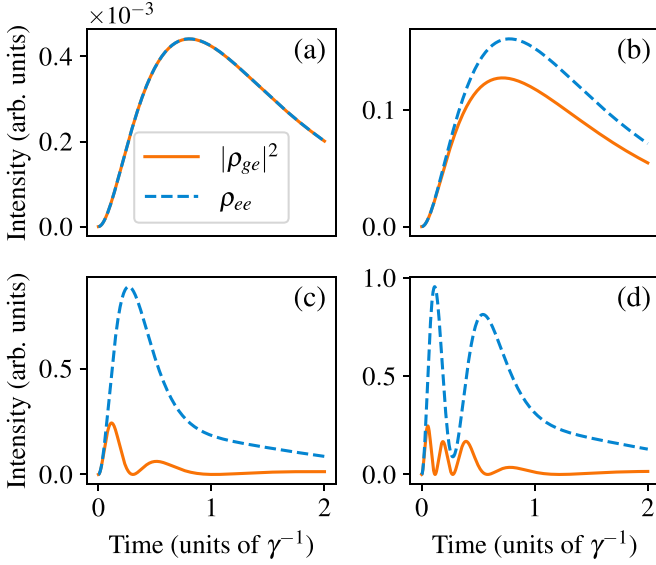 ×10⁻³
(a)
(b)
Intensity (arb. units)
0.4
0.2
0.0
|ρ_ge|²
ρ_ee
0.1
0.0
(c)
(d)
Intensity (arb. units)
0.5
0.0
1.0
0.5
0.0
0 1 2
0 1 2
Time (units of γ⁻¹)
Time (units of γ⁻¹)